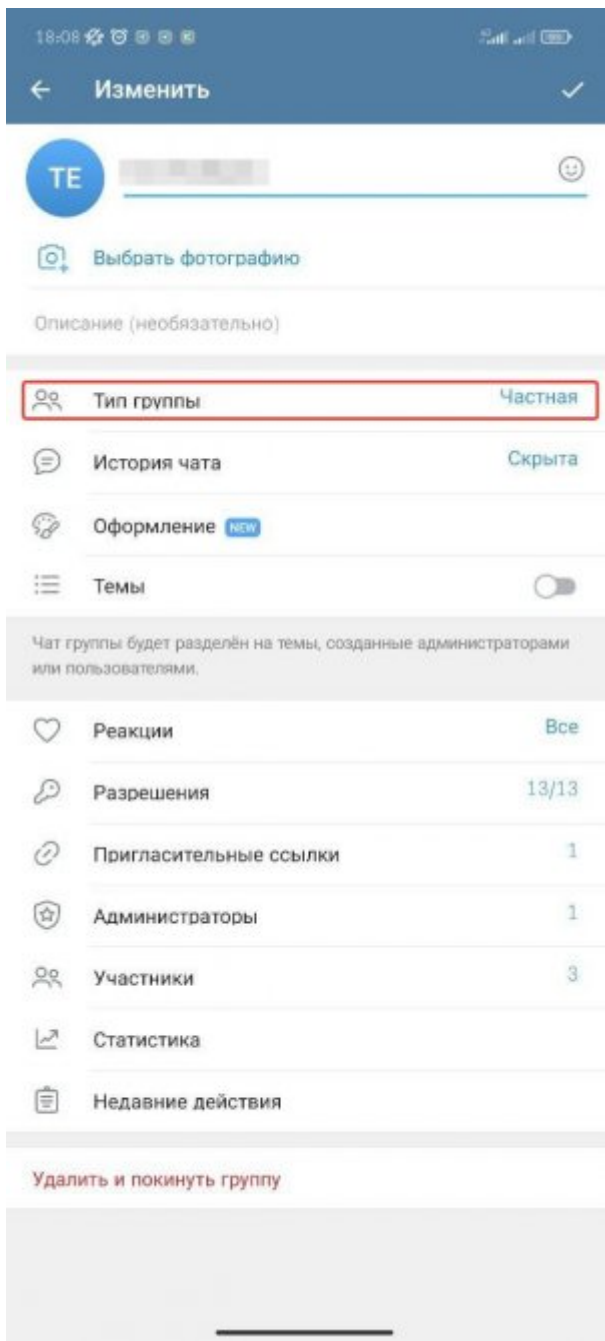 18:08
Изменить
TE
Выбрать фотографию
Описание (необязательно)
Тип группы Частная
История чата Скрыта
Оформление NEW
Темы
Чат группы будет разделён на темы, созданные администраторами
или пользователями.
Реакции Все
Разрешения 13/13
Пригласительные ссылки 1
Администраторы 1
Участники 3
Статистика
Недавние действия
Удалить и покинуть группу